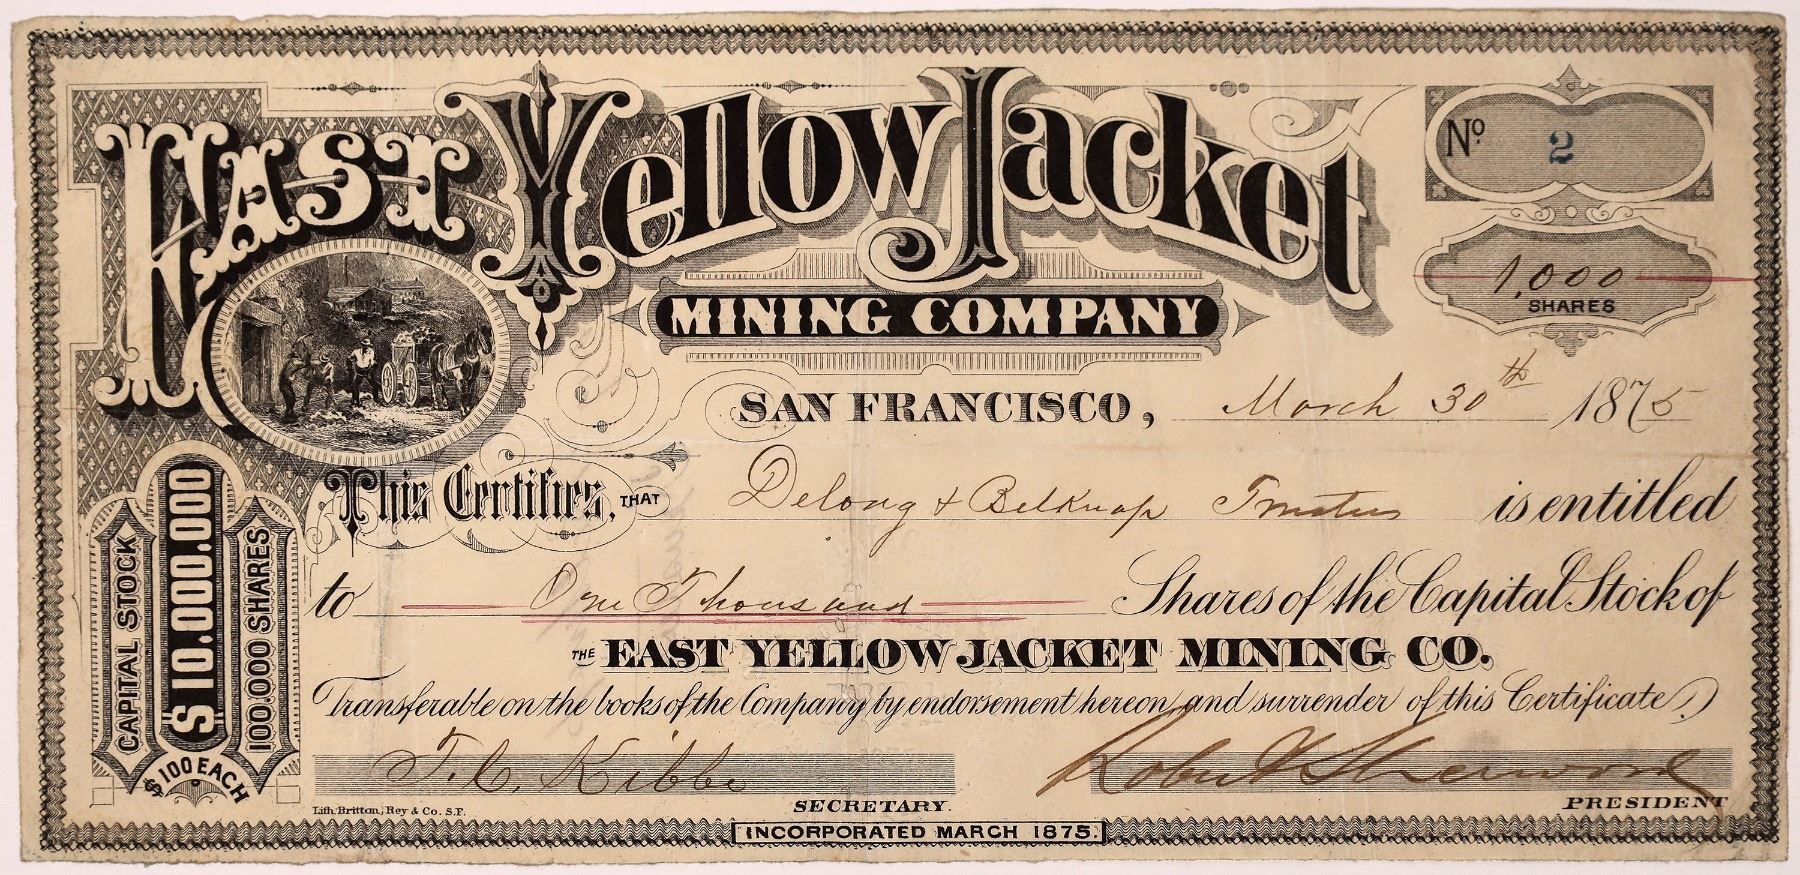 East Yellow Jacket
MINING COMPANY
No. 2
1,000
SHARES
SAN FRANCISCO, March 30th 1875
This Certifies, THAT Delong & Belknap Trustees is entitled
to One Thousand Shares of the Capital Stock of
THE EAST YELLOW JACKET MINING CO.
Transferable on the books of the Company by endorsement hereon and surrender of this Certificate
T. C. Kibbe
SECRETARY.
Robert Sherwood
PRESIDENT
CAPITAL STOCK
$10.000.000
100.000 SHARES
$100 EACH
Lith. Britton, Rey & Co. S.F.
INCORPORATED MARCH 1875.